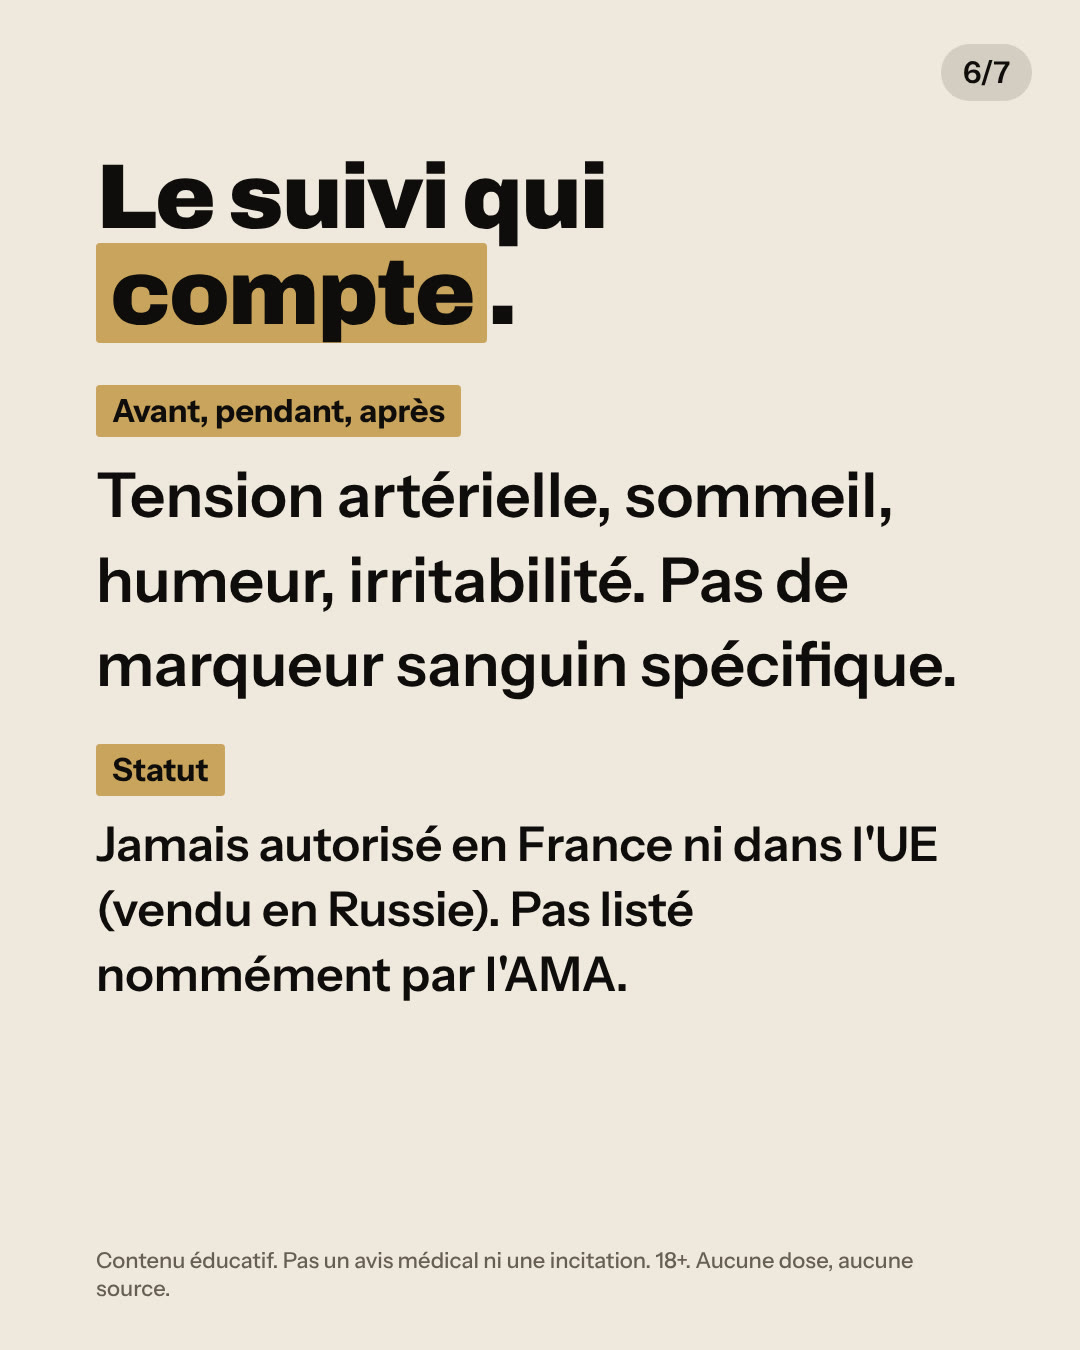 6/7
Le suivi qui
compte.
Avant, pendant, après
Tension artérielle, sommeil,
humeur, irritabilité. Pas de
marqueur sanguin spécifique.
Statut
Jamais autorisé en France ni dans l'UE
(vendu en Russie). Pas listé
nommément par l'AMA.
Contenu éducatif. Pas un avis médical ni une incitation. 18+. Aucune dose, aucune
source.